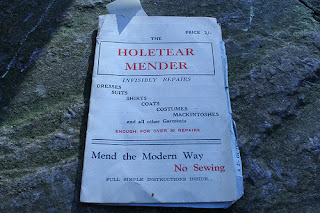 PRICE 2/-
THE
HOLETEAR
MENDER
INVISIBLY REPAIRS
DRESSES
SUITS
SHIRTS
COATS
COSTUMES
MACKINTOSHES
and all other Garments
ENOUGH FOR OVER 50 REPAIRS
Mend the Modern Way
No Sewing
FULL SIMPLE INSTRUCTIONS INSIDE...